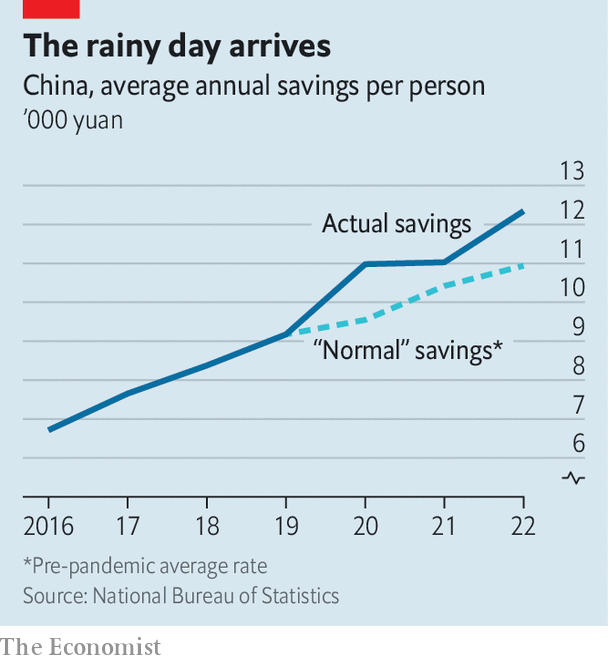 The rainy day arrives
China, average annual savings per person
’000 yuan
13
12
Actual savings
11
10
9
“Normal” savings*
8
7
6
2016 17 18 19 20 21 22
*Pre-pandemic average rate
Source: National Bureau of Statistics
The Economist